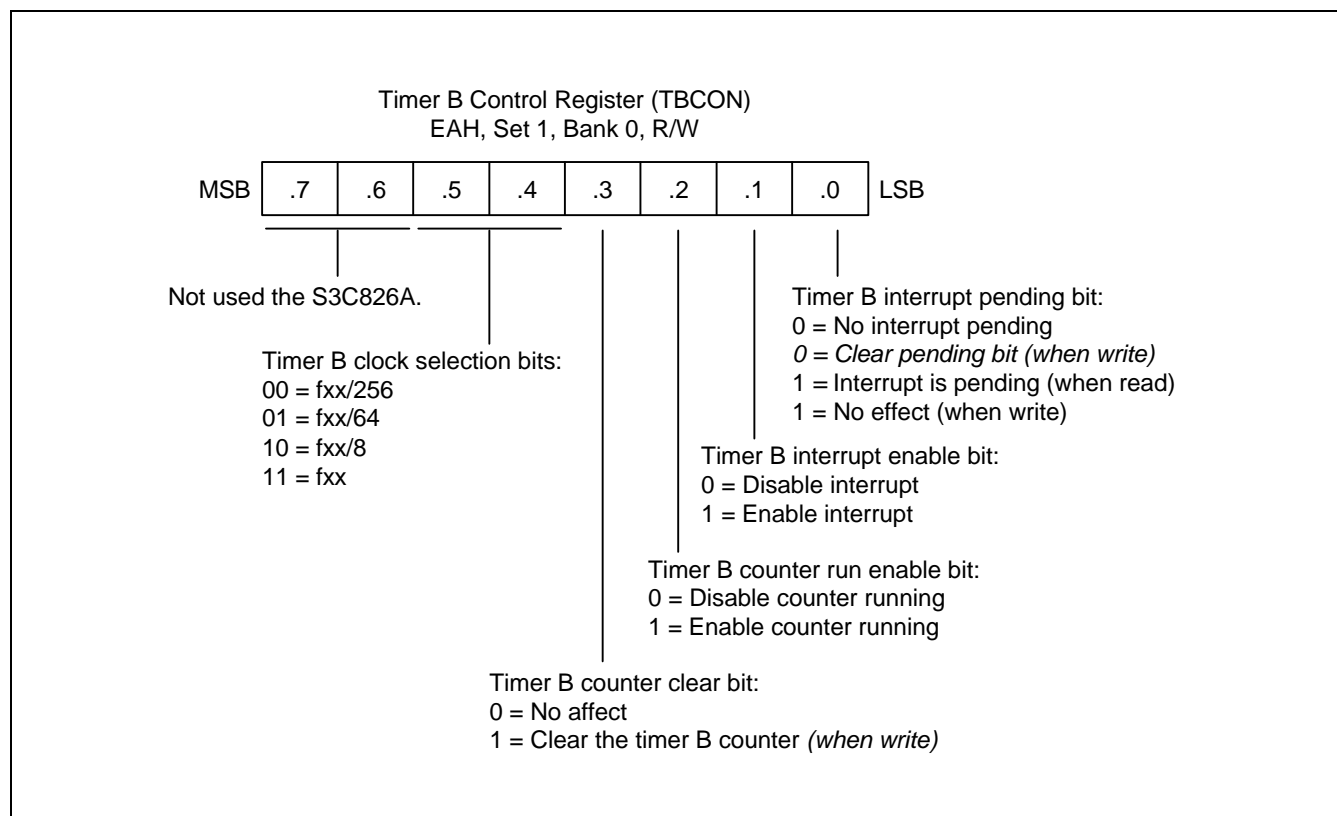 Timer B Control Register (TBCON)
EAH, Set 1, Bank 0, R/W
MSB .7 .6 .5 .4 .3 .2 .1 .0 LSB
Not used the S3C826A.
Timer B clock selection bits:
00 = fxx/256
01 = fxx/64
10 = fxx/8
11 = fxx
Timer B interrupt pending bit:
0 = No interrupt pending
0 = Clear pending bit (when write)
1 = Interrupt is pending (when read)
1 = No effect (when write)
Timer B interrupt enable bit:
0 = Disable interrupt
1 = Enable interrupt
Timer B counter run enable bit:
0 = Disable counter running
1 = Enable counter running
Timer B counter clear bit:
0 = No affect
1 = Clear the timer B counter (when write)